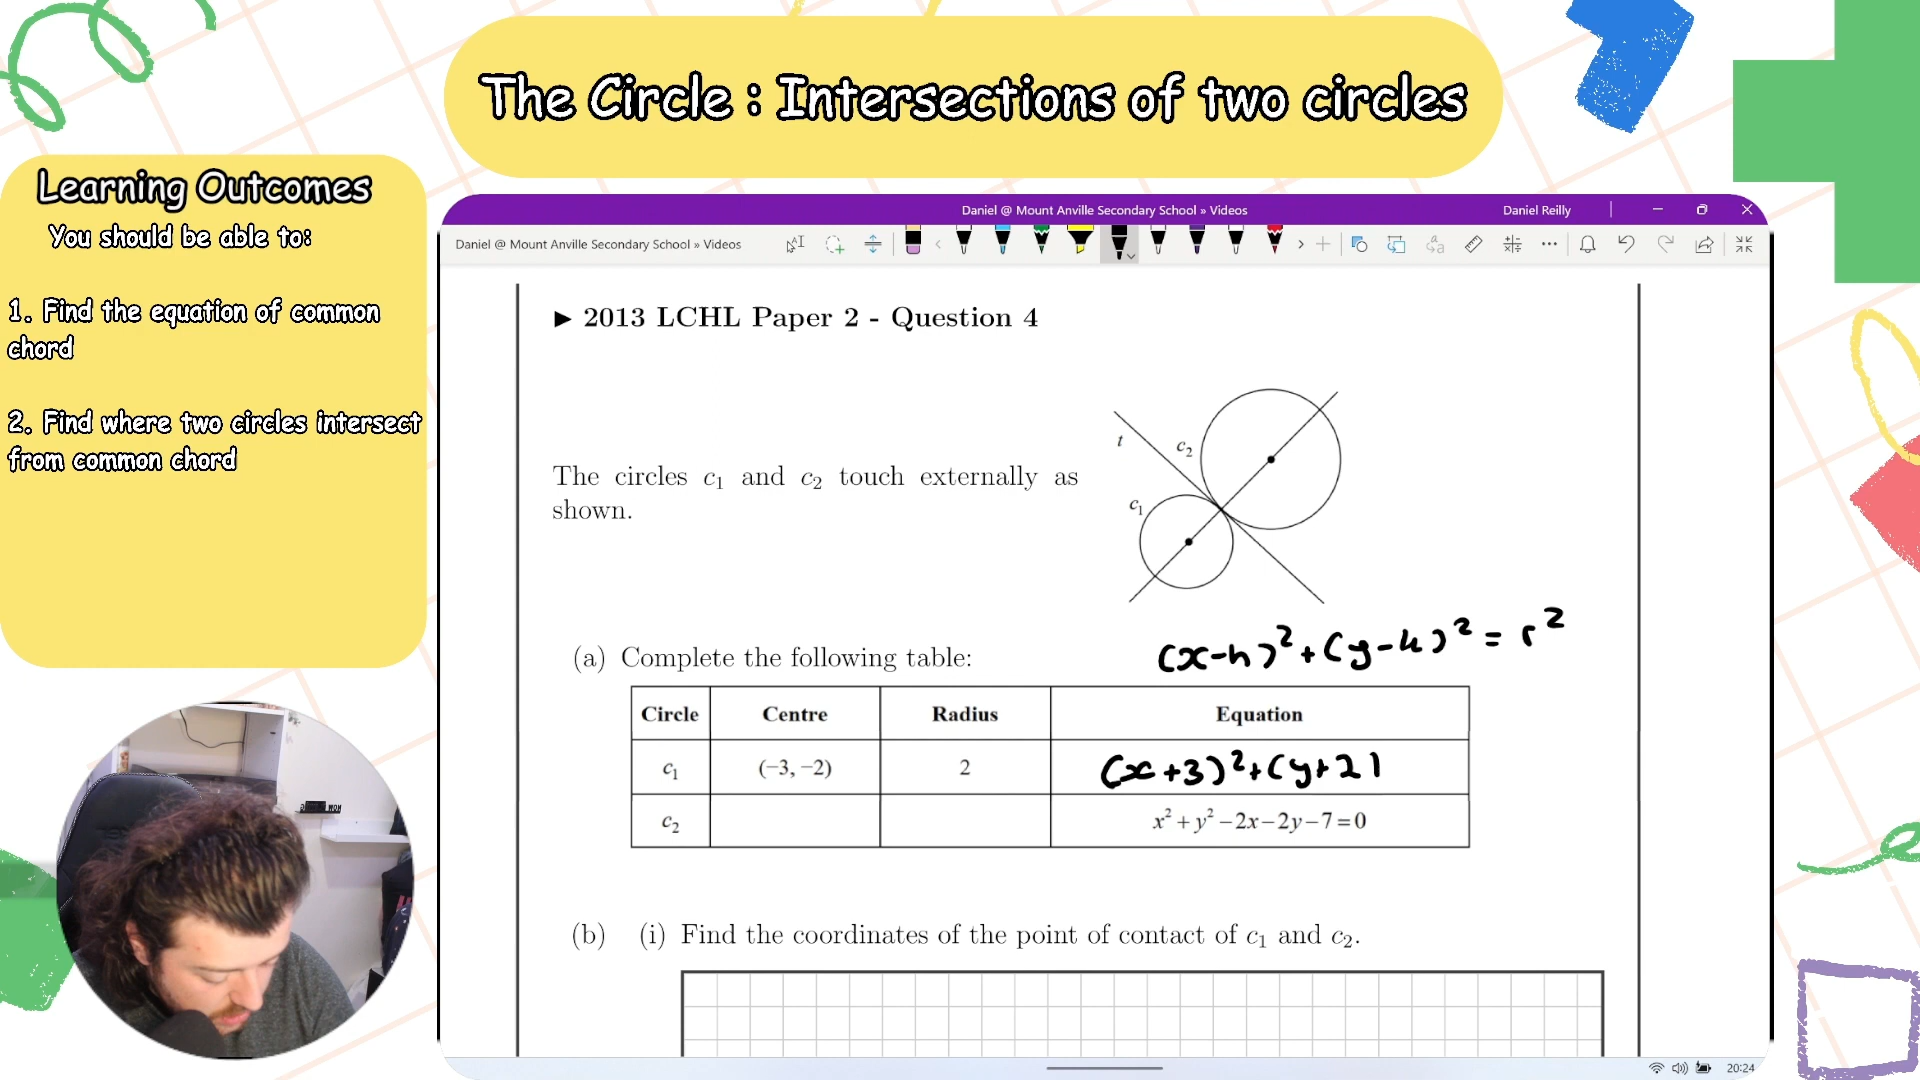 The Circle : Intersections of two circles
Learning Outcomes
You should be able to:
1. Find the equation of common
chord
2. Find where two circles intersect
from common chord
Daniel @ Mount Anville Secondary School » Videos
Daniel Reilly
Daniel @ Mount Anville Secondary School » Videos
▶ 2013 LCHL Paper 2 - Question 4
The circles c₁ and c₂ touch externally as
shown.
t
c₂
c₁
(x-h)²+(y-k)²=r²
(a) Complete the following table:
Circle Centre Radius Equation
c₁ (−3, −2) 2 (x+3)²+(y+2)
c₂ x² + y² − 2x − 2y − 7 = 0
(b) (i) Find the coordinates of the point of contact of c₁ and c₂.
20:24